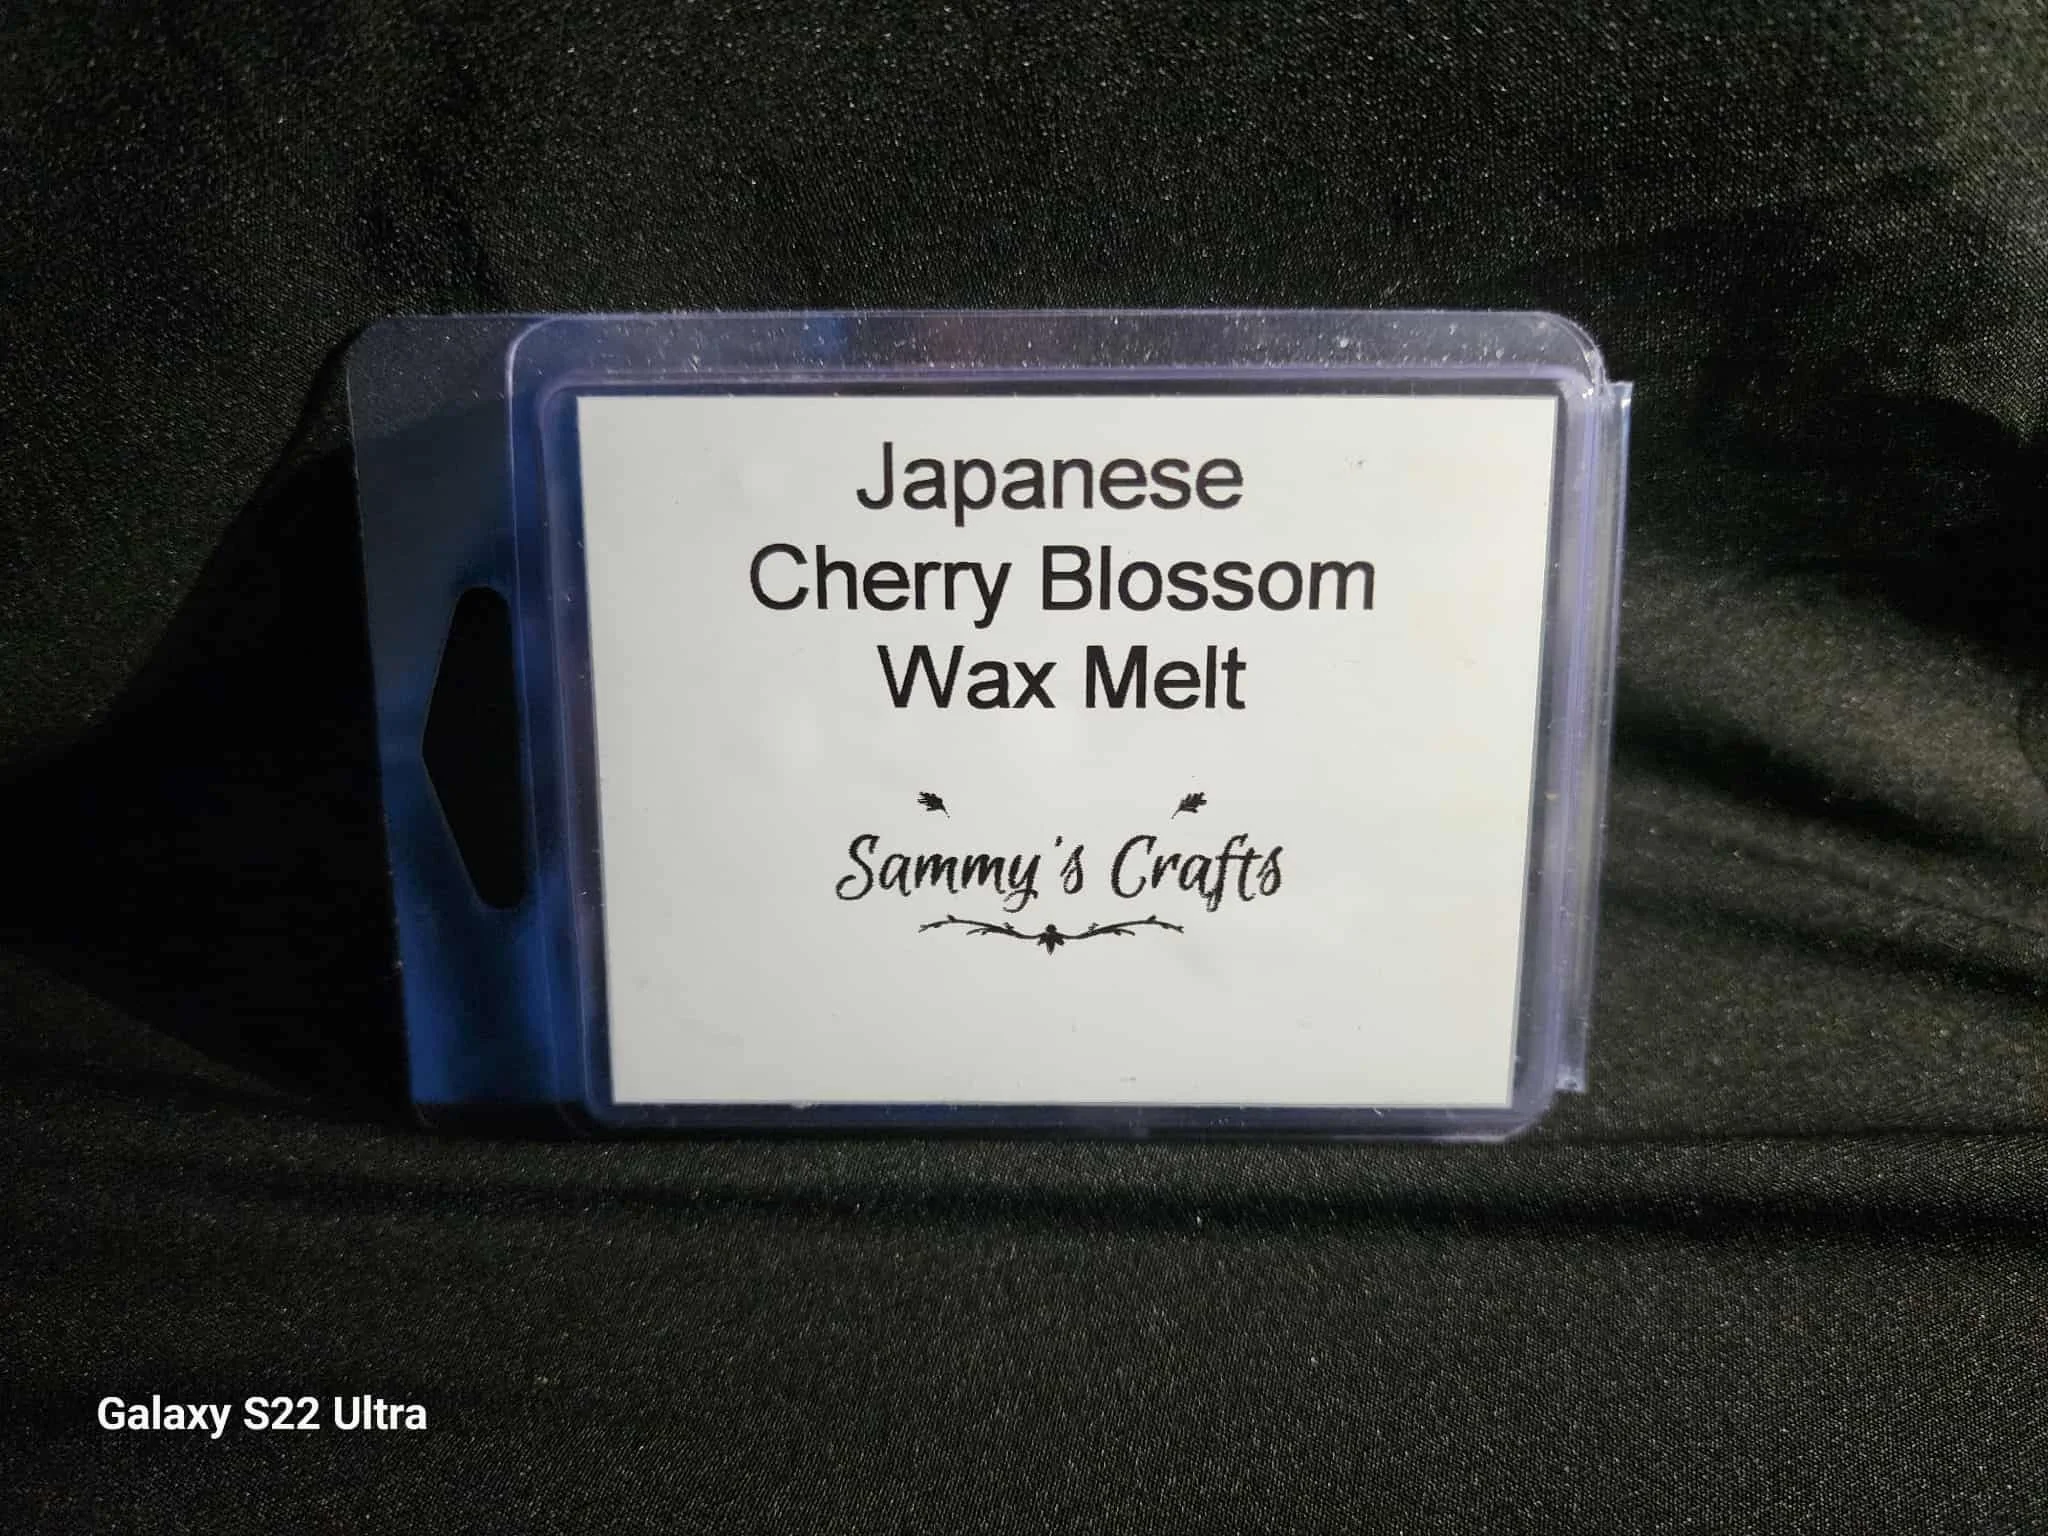 Japanese
Cherry Blossom
Wax Melt
Sammy's Crafts
Galaxy S22 Ultra